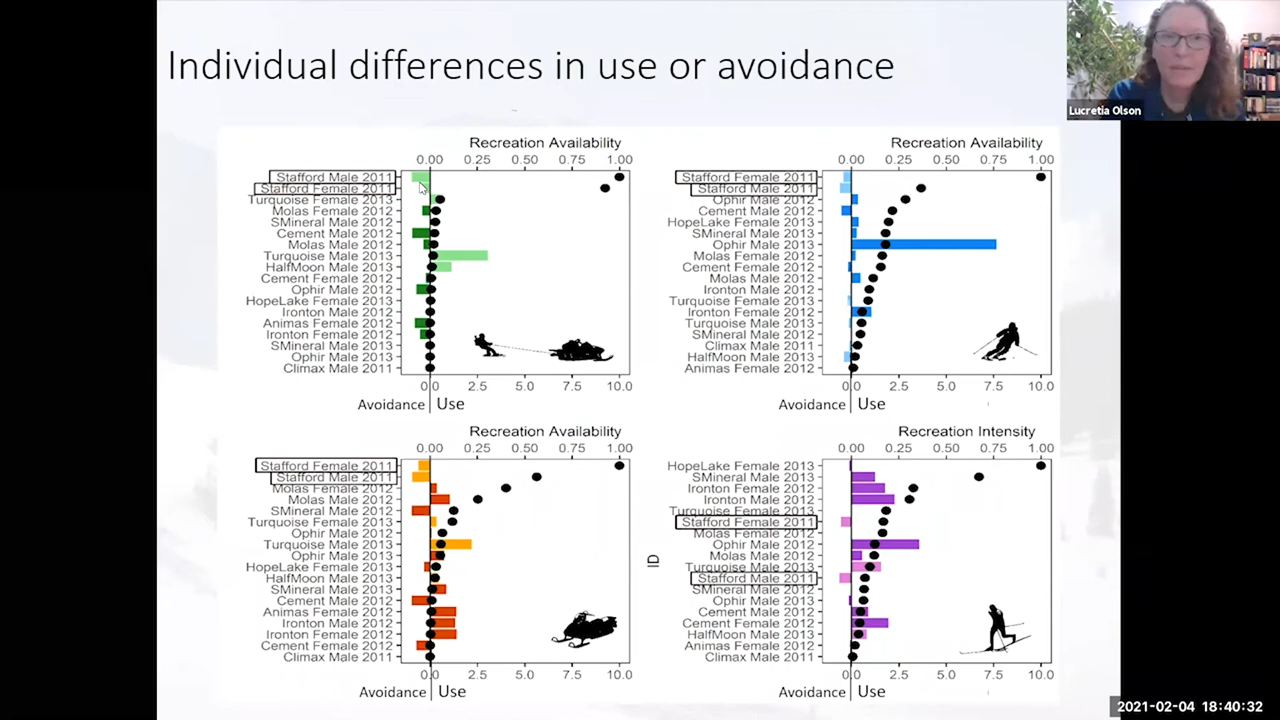 Individual differences in use or avoidance
Lucretia Olson
Recreation Availability
0.00 0.25 0.50 0.75 1.00
Stafford Male 2011
Stafford Female 2011
Turquoise Female 2013
Molas Female 2012
SMineral Male 2012
Cement Male 2012
Molas Male 2012
Turquoise Male 2013
HalfMoon Male 2013
Cement Female 2012
Ophir Male 2012
HopeLake Female 2013
Ironton Male 2012
Animas Female 2012
Ironton Female 2012
SMineral Male 2013
Ophir Male 2013
Climax Male 2011
0.0 2.5 5.0 7.5 10.0
Avoidance Use
Recreation Availability
0.00 0.25 0.50 0.75 1.00
Stafford Female 2011
Stafford Male 2011
Ophir Male 2012
Cement Male 2012
HopeLake Female 2013
SMineral Male 2013
Ophir Male 2013
Molas Female 2012
Cement Female 2012
Molas Male 2012
Ironton Male 2012
Turquoise Female 2013
Ironton Female 2012
Turquoise Male 2013
SMineral Male 2012
Climax Male 2011
HalfMoon Male 2013
Animas Female 2012
0.0 2.5 5.0 7.5 10.0
Avoidance Use
Recreation Availability
0.00 0.25 0.50 0.75 1.00
Stafford Female 2011
Stafford Male 2011
Molas Female 2012
Molas Male 2012
SMineral Male 2012
Turquoise Female 2013
Ophir Male 2012
Turquoise Male 2013
Ophir Male 2013
HopeLake Female 2013
HalfMoon Male 2013
SMineral Male 2013
Cement Male 2012
Animas Female 2012
Ironton Male 2012
Ironton Female 2012
Cement Female 2012
Climax Male 2011
0.0 2.5 5.0 7.5 10.0
Avoidance Use
Recreation Intensity
0.00 0.25 0.50 0.75 1.00
ID
HopeLake Female 2013
SMineral Male 2013
Ironton Female 2012
Ironton Male 2012
Turquoise Female 2013
Stafford Female 2011
Molas Female 2012
Ophir Male 2012
Molas Male 2012
Turquoise Male 2013
Stafford Male 2011
SMineral Male 2012
Ophir Male 2013
Cement Male 2012
Cement Female 2012
HalfMoon Male 2013
Animas Female 2012
Climax Male 2011
0.0 2.5 5.0 7.5 10.0
Avoidance Use
2021-02-04 18:40:32